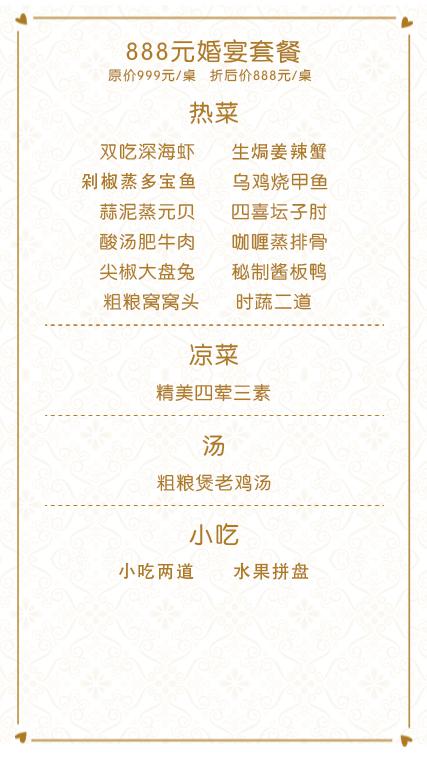 888元婚宴套餐
原价999元/桌 折后价888元/桌
热菜
双吃深海虾 生焗姜辣蟹
剁椒蒸多宝鱼 乌鸡烧甲鱼
蒜泥蒸元贝 四喜坛子肘
酸汤肥牛肉 咖喱蒸排骨
尖椒大盘兔 秘制酱板鸭
粗粮窝窝头 时蔬二道
凉菜
精美四荤三素
汤
粗粮煲老鸡汤
小吃
小吃两道 水果拼盘